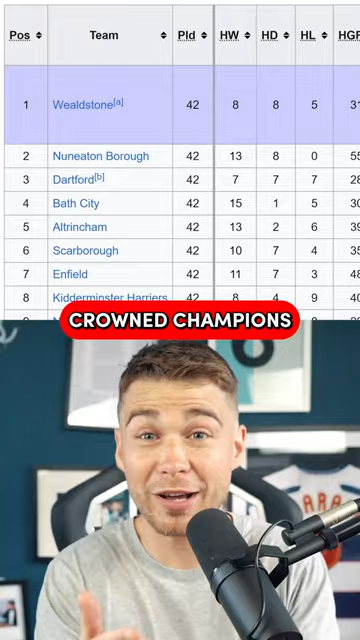 Pos Team Pld HW HD HL HGF
1 Wealdstone[a] 42 8 8 5 31
2 Nuneaton Borough 42 13 8 0 55
3 Dartford[b] 42 7 7 7 28
4 Bath City 42 15 1 5 30
5 Altrincham 42 13 2 6 39
6 Scarborough 42 10 7 4 35
7 Enfield 42 11 7 3 48
8 Kidderminster Harriers 42 8 4 9 40
CROWNED CHAMPIONS